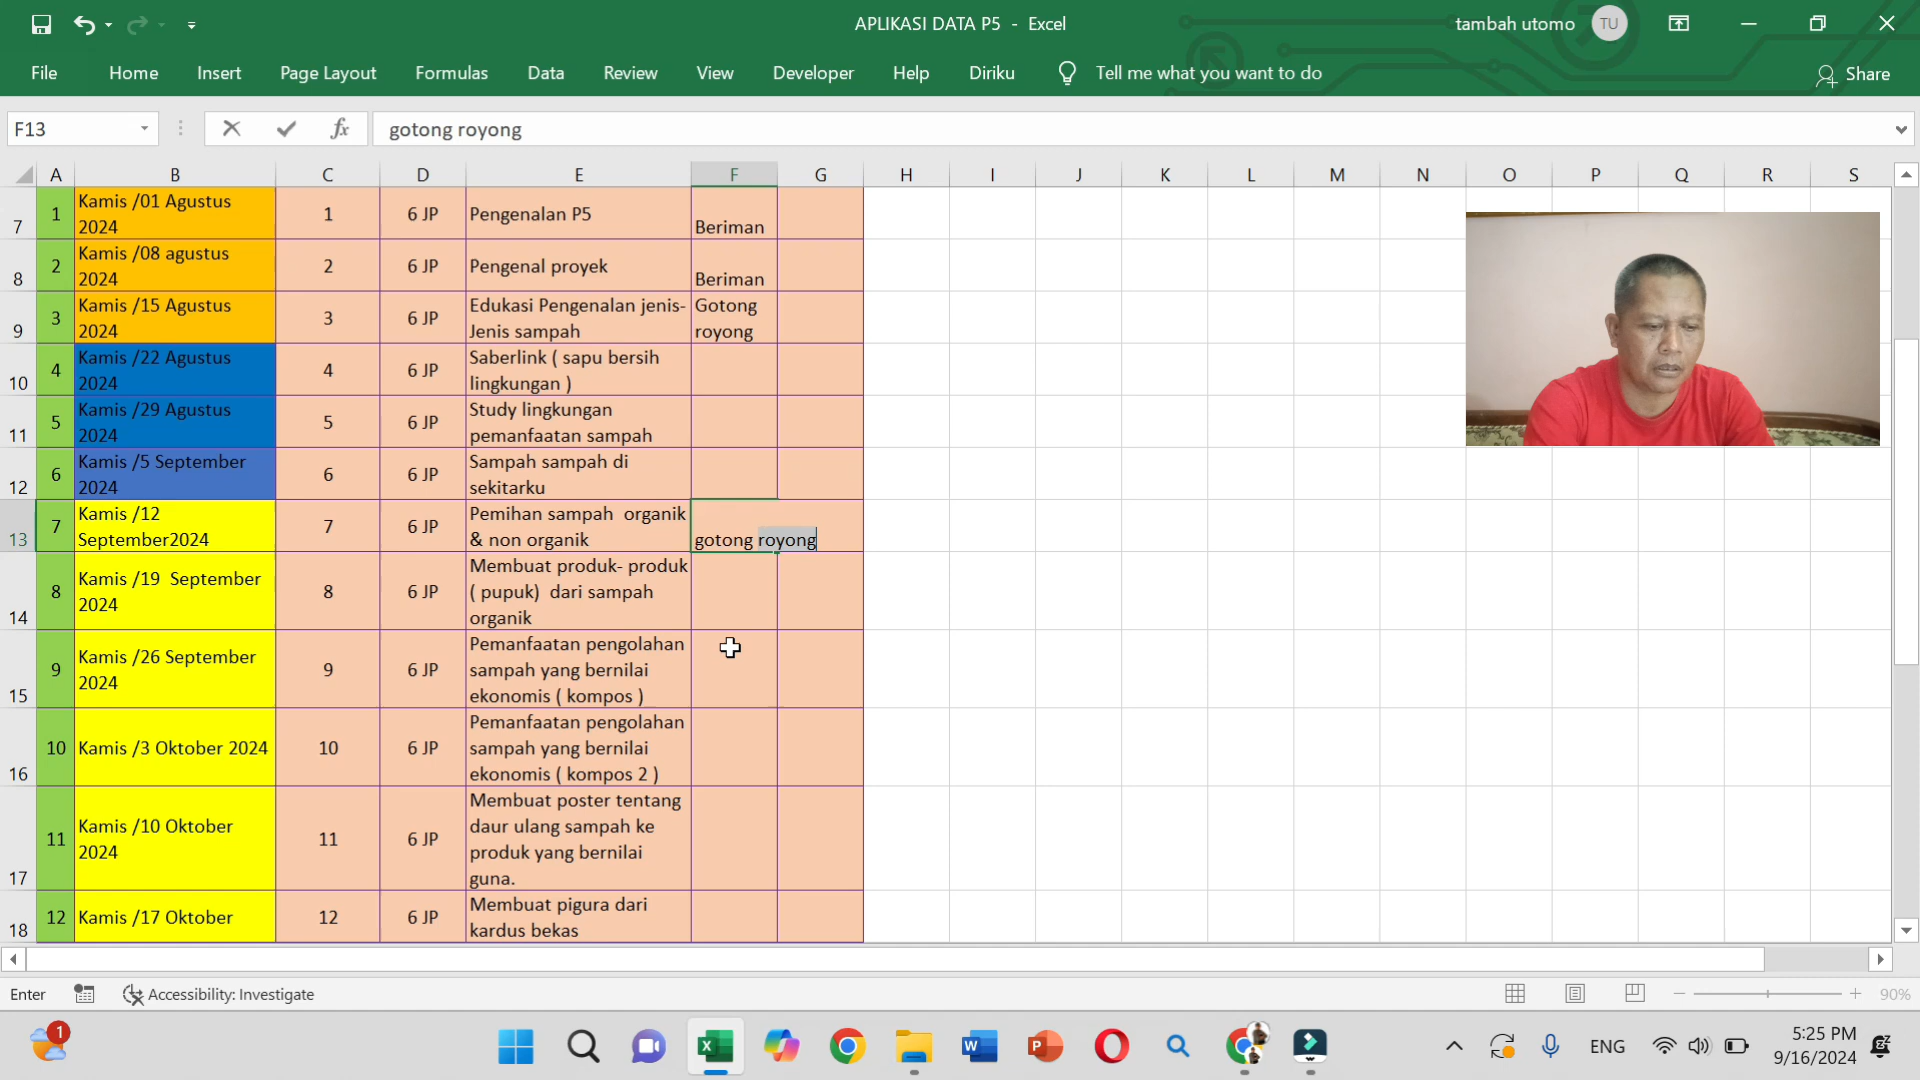 APLIKASI DATA P5 - Excel
tambah utomo
TU
File Home Insert Page Layout Formulas Data Review View Developer Help Diriku Tell me what you want to do Share
F13
fx
gotong royong
A B C D E F G H I J K L M N O P Q R S
7 1 Kamis /01 Agustus 2024 1 6 JP Pengenalan P5 Beriman
8 2 Kamis /08 agustus 2024 2 6 JP Pengenal proyek Beriman
9 3 Kamis /15 Agustus 2024 3 6 JP Edukasi Pengenalan jenis-Jenis sampah Gotong royong
10 4 Kamis /22 Agustus 2024 4 6 JP Saberlink ( sapu bersih lingkungan )
11 5 Kamis /29 Agustus 2024 5 6 JP Study lingkungan pemanfaatan sampah
12 6 Kamis /5 September 2024 6 6 JP Sampah sampah di sekitarku
13 7 Kamis /12 September2024 7 6 JP Pemihan sampah organik & non organik gotong royong
14 8 Kamis /19 September 2024 8 6 JP Membuat produk- produk ( pupuk) dari sampah organik
15 9 Kamis /26 September 2024 9 6 JP Pemanfaatan pengolahan sampah yang bernilai ekonomis ( kompos )
16 10 Kamis /3 Oktober 2024 10 6 JP Pemanfaatan pengolahan sampah yang bernilai ekonomis ( kompos 2 )
17 11 Kamis /10 Oktober 2024 11 6 JP Membuat poster tentang daur ulang sampah ke produk yang bernilai guna.
18 12 Kamis /17 Oktober 12 6 JP Membuat pigura dari kardus bekas
Enter Accessibility: Investigate 90%
1
ENG
5:25 PM
9/16/2024